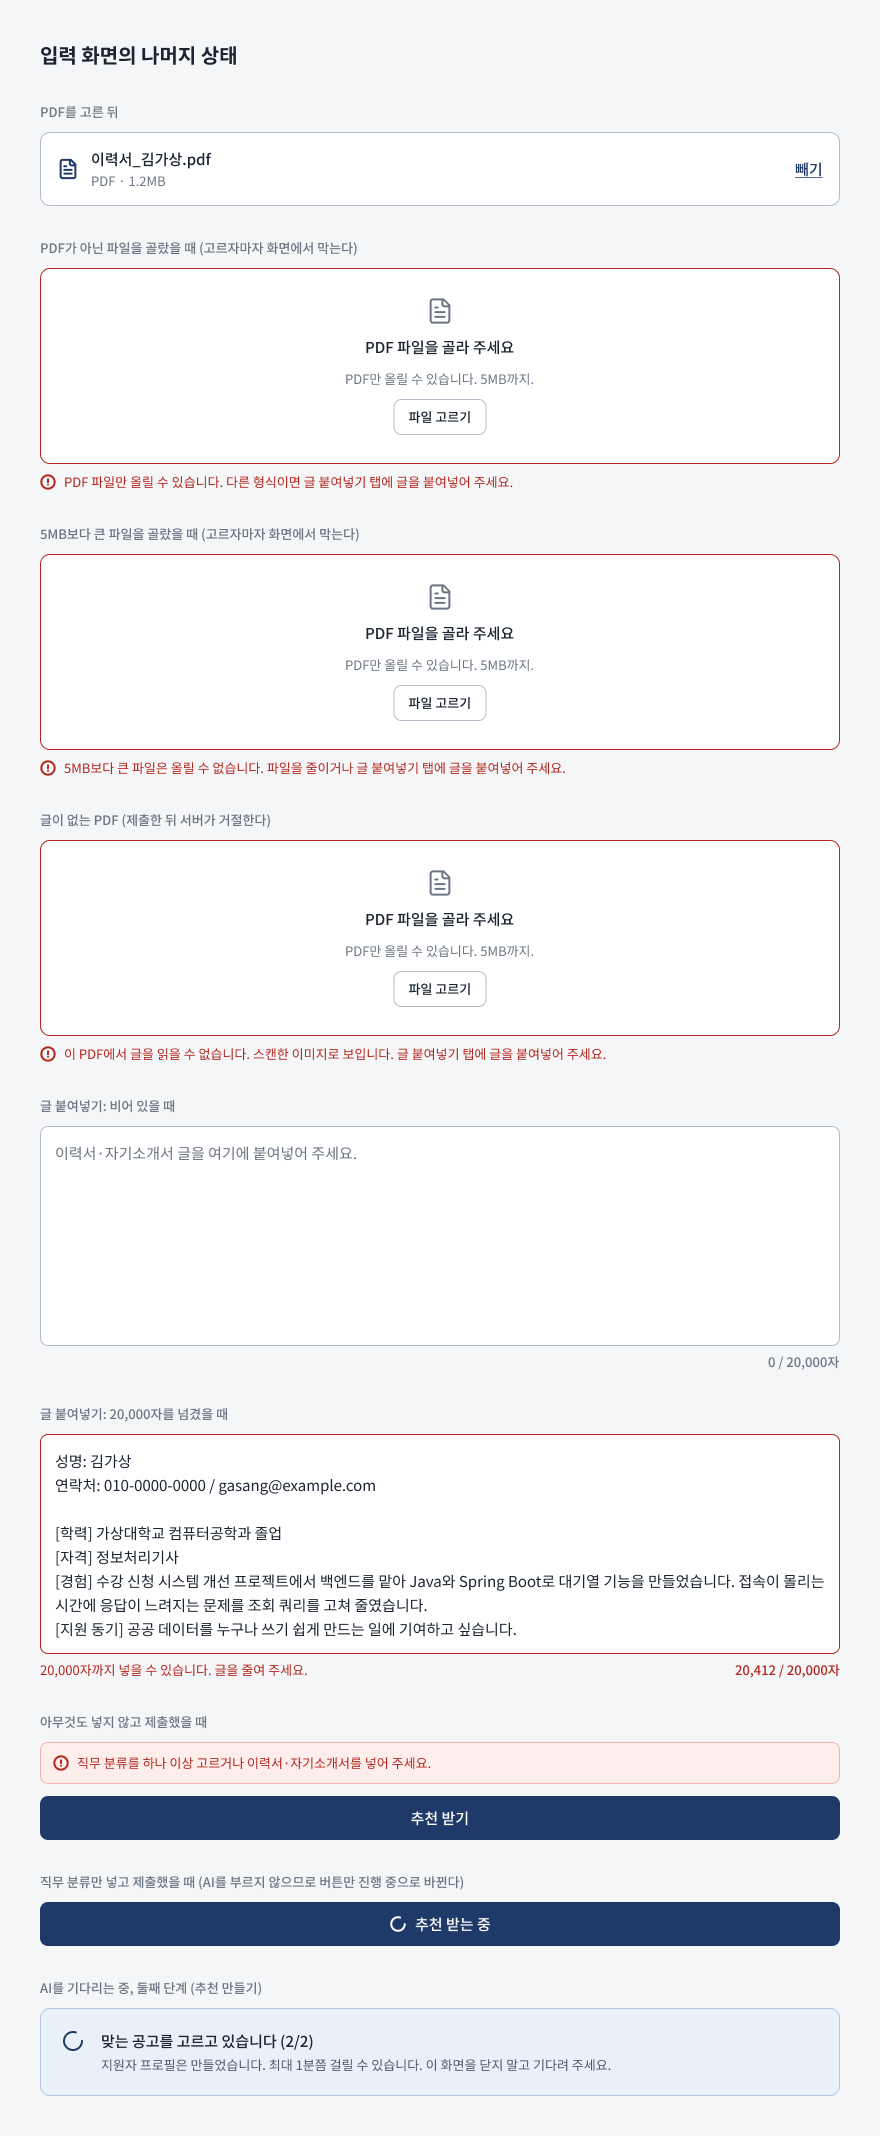 입력 화면의 나머지 상태
PDF를 고른 뒤
이력서_김가상.pdf
PDF · 1.2MB
빼기
PDF가 아닌 파일을 골랐을 때 (고르자마자 화면에서 막는다)
PDF 파일을 골라 주세요
PDF만 올릴 수 있습니다. 5MB까지.
파일 고르기
PDF 파일만 올릴 수 있습니다. 다른 형식이면 글 붙여넣기 탭에 글을 붙여넣어 주세요.
5MB보다 큰 파일을 골랐을 때 (고르자마자 화면에서 막는다)
PDF 파일을 골라 주세요
PDF만 올릴 수 있습니다. 5MB까지.
파일 고르기
5MB보다 큰 파일은 올릴 수 없습니다. 파일을 줄이거나 글 붙여넣기 탭에 글을 붙여넣어 주세요.
글이 없는 PDF (제출한 뒤 서버가 거절한다)
PDF 파일을 골라 주세요
PDF만 올릴 수 있습니다. 5MB까지.
파일 고르기
이 PDF에서 글을 읽을 수 없습니다. 스캔한 이미지로 보입니다. 글 붙여넣기 탭에 글을 붙여넣어 주세요.
글 붙여넣기: 비어 있을 때
이력서·자기소개서 글을 여기에 붙여넣어 주세요.
0 / 20,000자
글 붙여넣기: 20,000자를 넘겼을 때
성명: 김가상
연락처: 010-0000-0000 / gasang@example.com
[학력] 가상대학교 컴퓨터공학과 졸업
[자격] 정보처리기사
[경험] 수강 신청 시스템 개선 프로젝트에서 백엔드를 맡아 Java와 Spring Boot로 대기열 기능을 만들었습니다. 접속이 몰리는
시간에 응답이 느려지는 문제를 조회 쿼리를 고쳐 줄였습니다.
[지원 동기] 공공 데이터를 누구나 쓰기 쉽게 만드는 일에 기여하고 싶습니다.
20,000자까지 넣을 수 있습니다. 글을 줄여 주세요.
20,412 / 20,000자
아무것도 넣지 않고 제출했을 때
직무 분류를 하나 이상 고르거나 이력서·자기소개서를 넣어 주세요.
추천 받기
직무 분류만 넣고 제출했을 때 (AI를 부르지 않으므로 버튼만 진행 중으로 바뀐다)
추천 받는 중
AI를 기다리는 중, 둘째 단계 (추천 만들기)
맞는 공고를 고르고 있습니다 (2/2)
지원자 프로필은 만들었습니다. 최대 1분쯤 걸릴 수 있습니다. 이 화면을 닫지 말고 기다려 주세요.